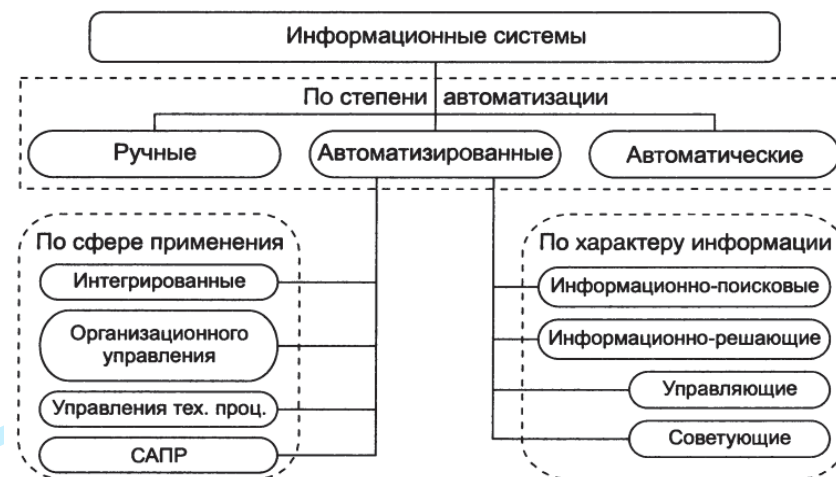 Информационные системы
По степени автоматизации
Ручные
Автоматизированные
Автоматические
По сфере применения
Интегрированные
Организационного
управления
Управления тех. проц.
САПР
По характеру информации
Информационно-поисковые
Информационно-решающие
Управляющие
Советующие